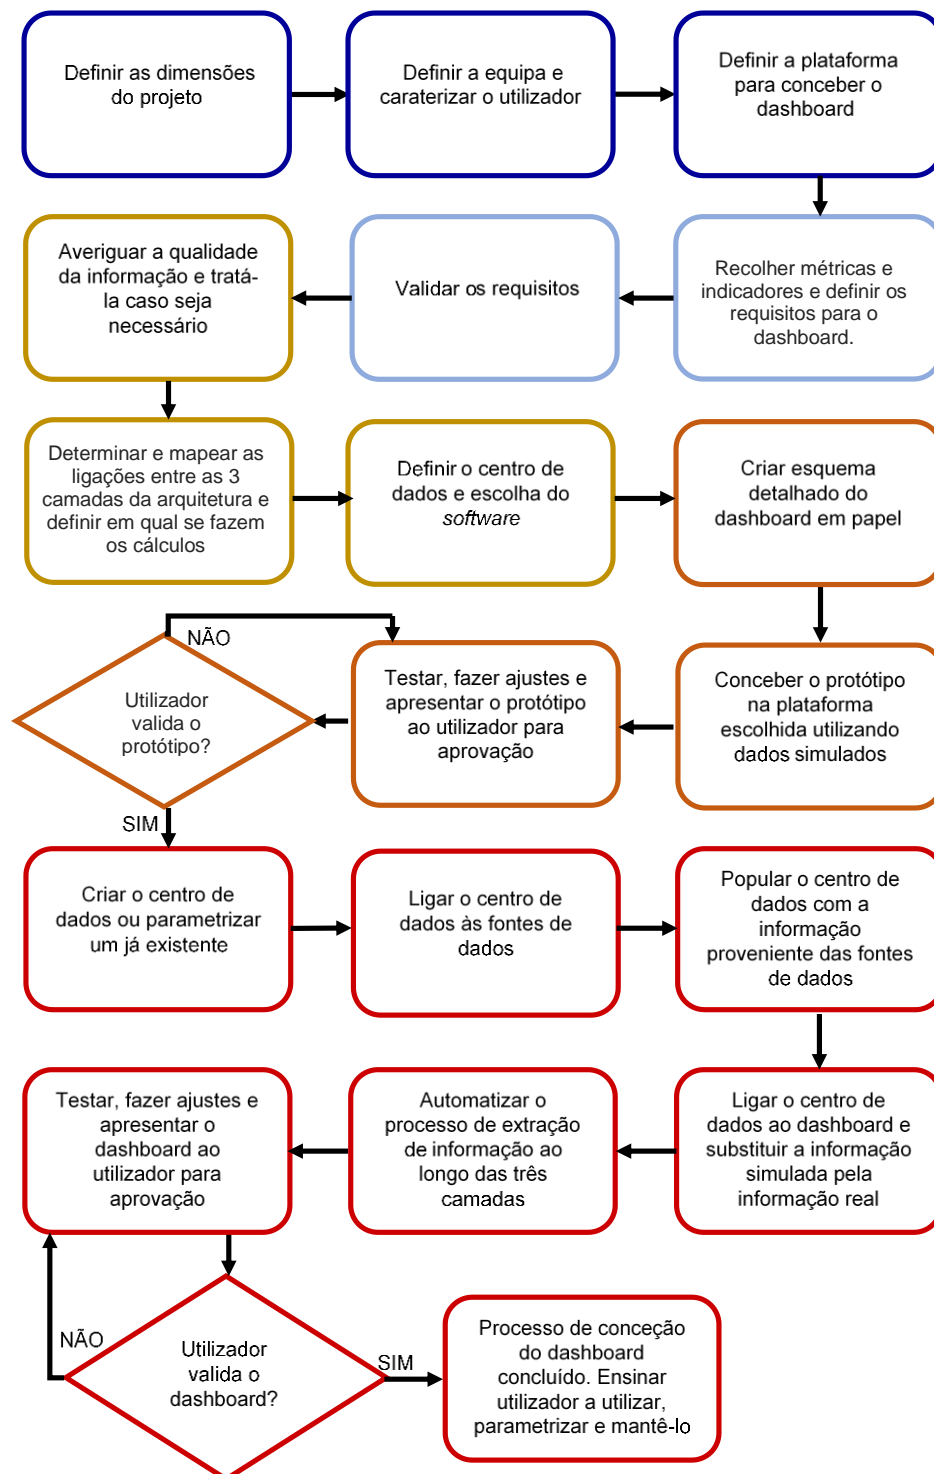 Definir as dimensões
do projeto
Definir a equipa e
caraterizar o utilizador
Definir a plataforma
para conceber o
dashboard
Averiguar a qualidade
da informação e tratá-
la caso seja
necessário
Validar os requisitos
Recolher métricas e
indicadores e definir os
requisitos para o
dashboard.
Determinar e mapear as
ligações entre as 3
camadas da arquitetura e
definir em qual se fazem
os cálculos
Definir o centro de
dados e escolha do
software
Criar esquema
detalhado do
dashboard em papel
NÃO
Utilizador
valida o
protótipo?
Testar, fazer ajustes e
apresentar o protótipo
ao utilizador para
aprovação
Conceber o protótipo
na plataforma
escolhida utilizando
dados simulados
SIM
Criar o centro de
dados ou parametrizar
um já existente
Ligar o centro de
dados às fontes de
dados
Popular o centro de
dados com a
informação
proveniente das fontes
de dados
Testar, fazer ajustes e
apresentar o
dashboard ao
utilizador para
aprovação
Automatizar o
processo de extração
de informação ao
longo das três
camadas
Ligar o centro de
dados ao dashboard e
substituir a informação
simulada pela
informação real
NÃO
Utilizador
valida o
dashboard?
SIM
Processo de conceção
do dashboard
concluído. Ensinar
utilizador a utilizar,
parametrizar e mantê-lo